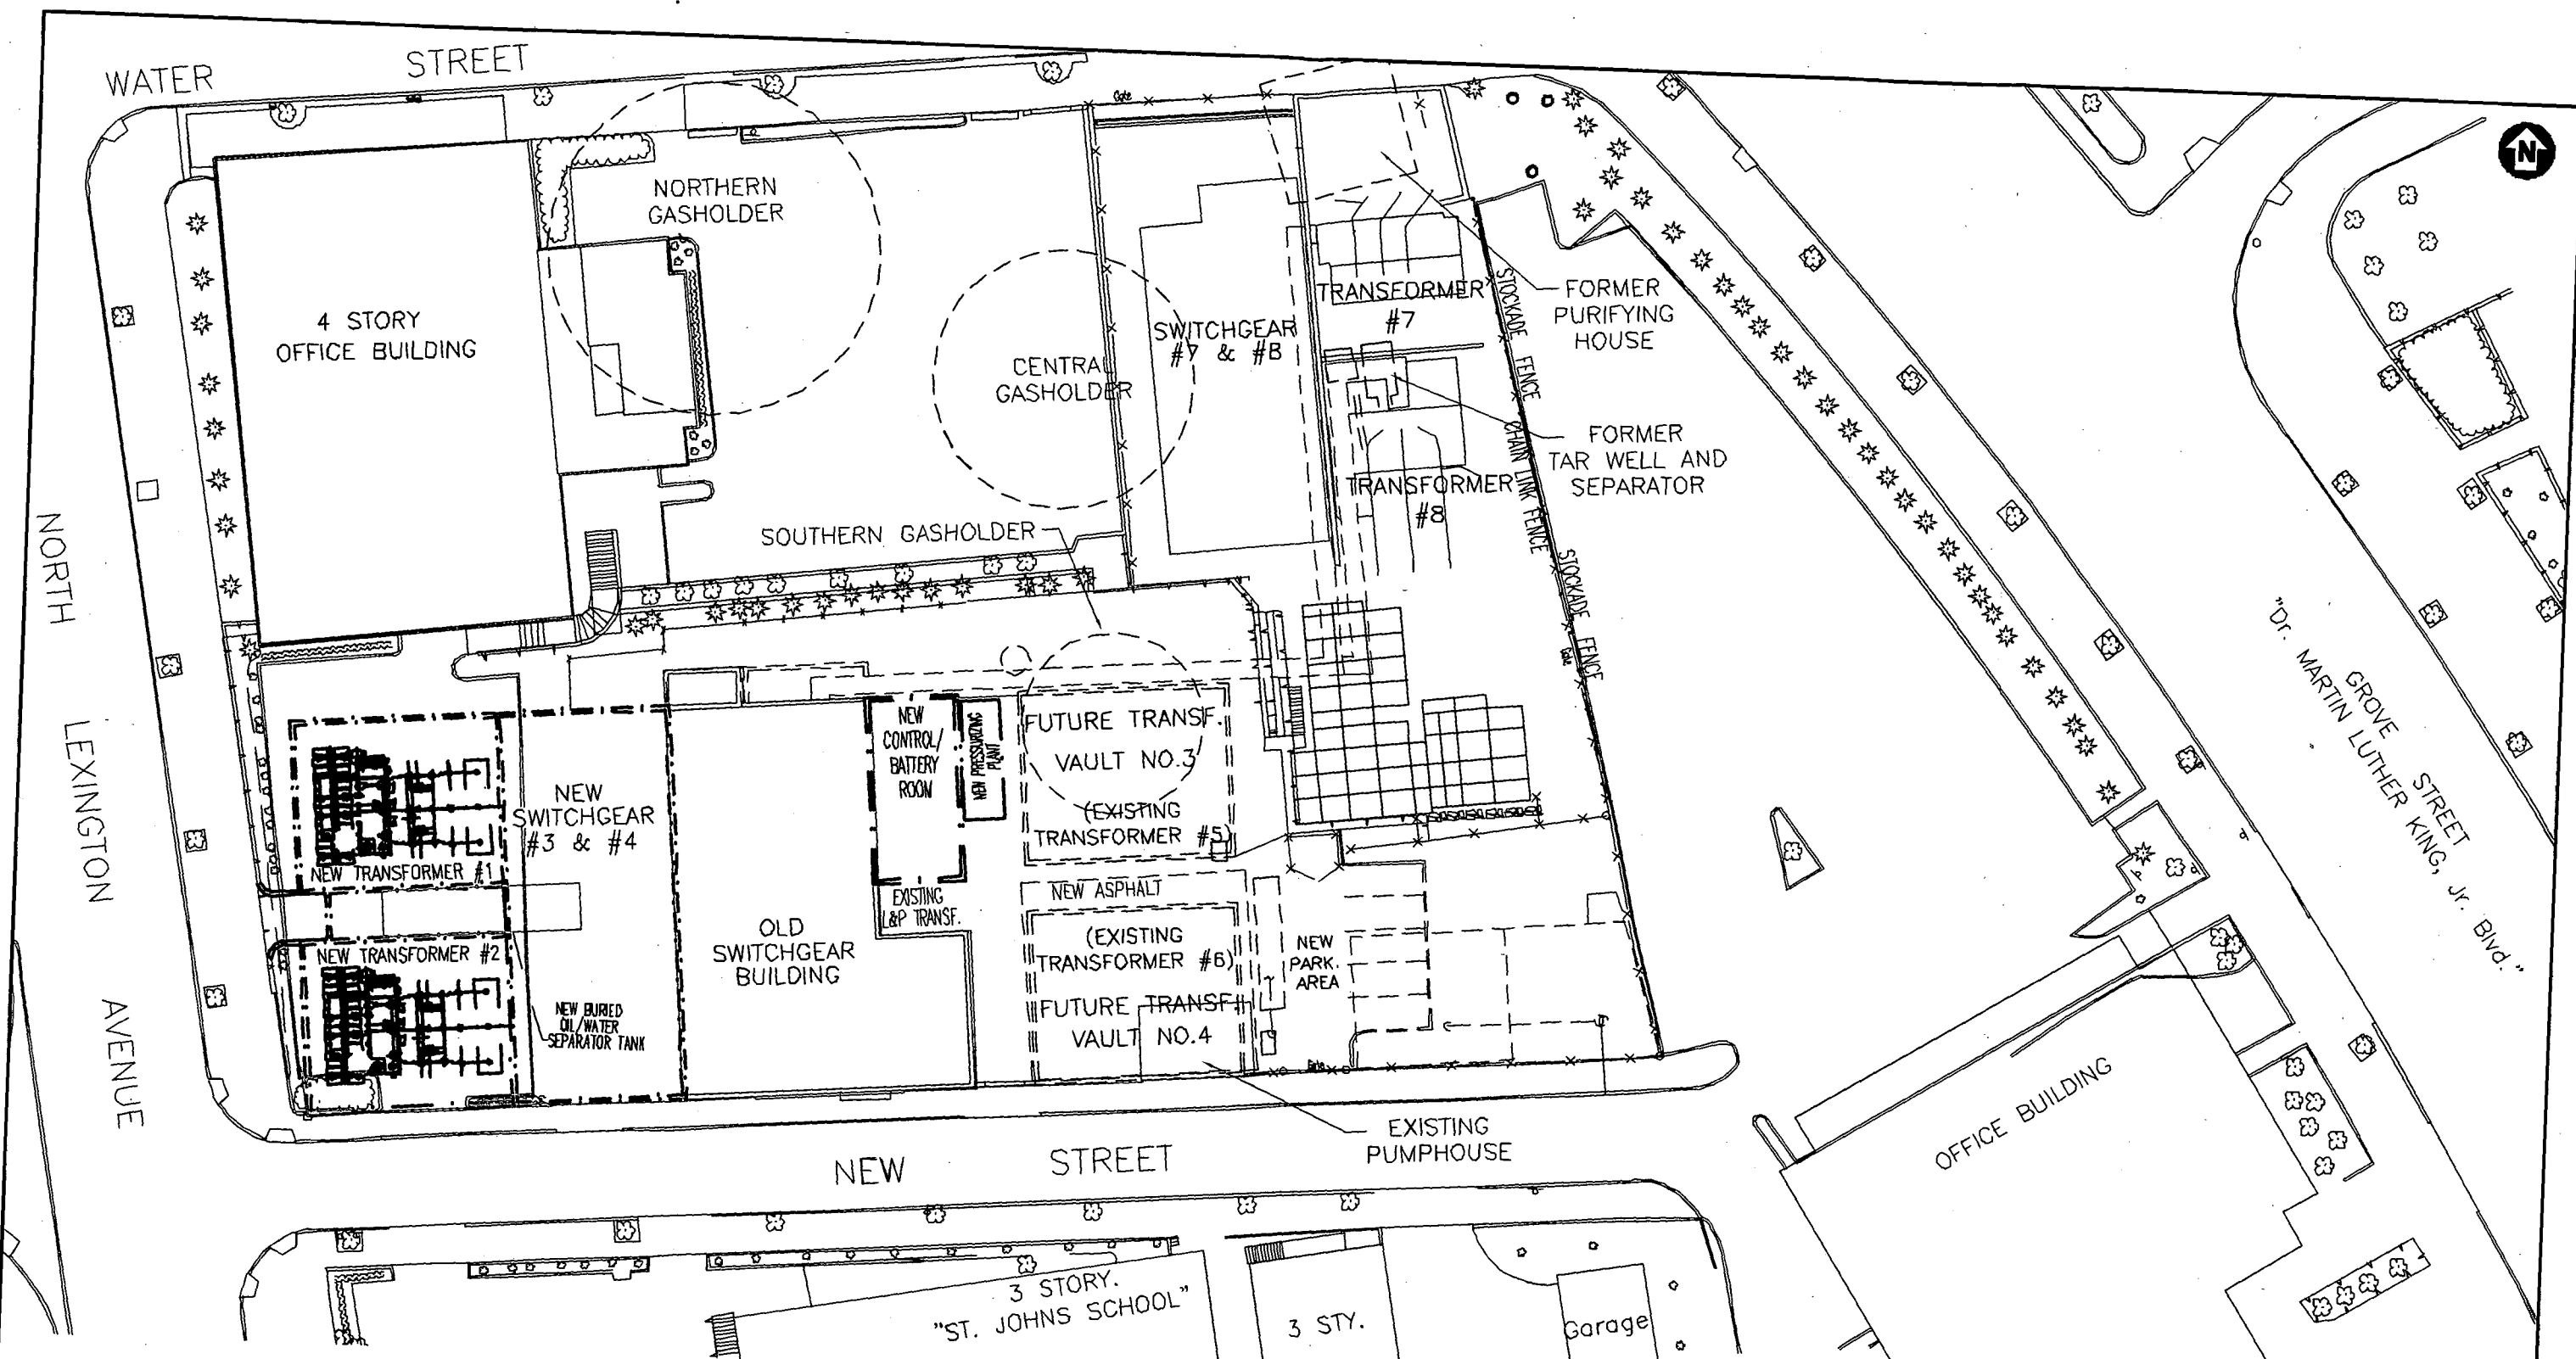 WATER STREET
Gate
N
NORTHERN
GASHOLDER
4 STORY
OFFICE BUILDING
CENTRAL
GASHOLDER
SWITCHGEAR
#7 & #8
TRANSFORMER
#7
STOCKADE FENCE
FORMER
PURIFYING
HOUSE
CHAIN LINK FENCE
FORMER
TAR WELL AND
SEPARATOR
TRANSFORMER
#8
SOUTHERN GASHOLDER
STOCKADE FENCE
Gate
NORTH LEXINGTON AVENUE
GROVE STREET
"Dr. MARTIN LUTHER KING, Jr. Blvd."
NEW
CONTROL/
BATTERY
ROOM
NEW PRESSURIZING
PLANT
FUTURE TRANSF.
VAULT NO.3
(EXISTING
TRANSFORMER #5)
NEW
SWITCHGEAR
#3 & #4
NEW TRANSFORMER #1
NEW TRANSFORMER #2
EXISTING
L&P TRANSF.
NEW ASPHALT
OLD
SWITCHGEAR
BUILDING
(EXISTING
TRANSFORMER #6)
FUTURE TRANSF.
VAULT NO.4
NEW
PARK.
AREA
NEW BURIED
OIL/WATER
SEPARATOR TANK
Gate
EXISTING
PUMPHOUSE
OFFICE BUILDING
NEW STREET
3 STORY.
"ST. JOHNS SCHOOL"
3 STY.
Garage